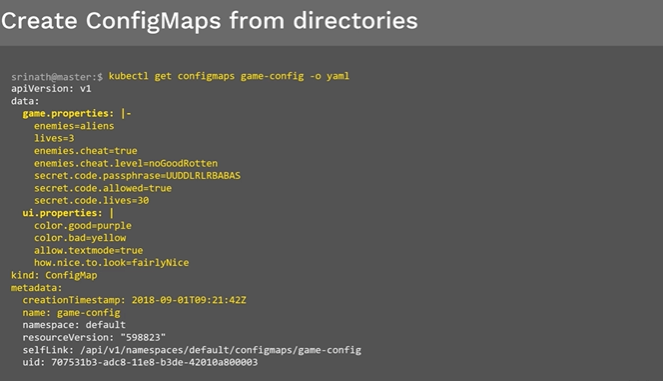 Create ConfigMaps from directories
srinath@master:$ kubectl get configmaps game-config -o yaml
apiVersion: v1
data:
  game.properties: |-
    enemies=aliens
    lives=3
    enemies.cheat=true
    enemies.cheat.level=noGoodRotten
    secret.code.passphrase=UUDDLRLRBABAS
    secret.code.allowed=true
    secret.code.lives=30
  ui.properties: |
    color.good=purple
    color.bad=yellow
    allow.textmode=true
    how.nice.to.look=fairlyNice
kind: ConfigMap
metadata:
  creationTimestamp: 2018-09-01T09:21:42Z
  name: game-config
  namespace: default
  resourceVersion: "598823"
  selfLink: /api/v1/namespaces/default/configmaps/game-config
  uid: 707531b3-adc8-11e8-b3de-42010a800003